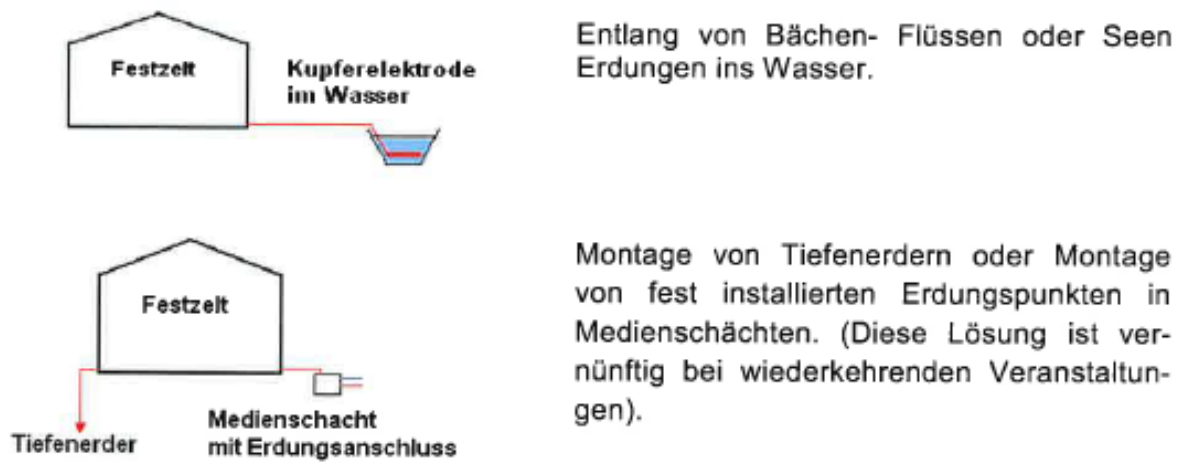 Festzelt
Kupferelektrode
im Wasser
Entlang von Bächen- Flüssen oder Seen
Erdungen ins Wasser.
Festzelt
Tiefenerder
Medienschacht
mit Erdungsanschluss
Montage von Tiefenerdern oder Montage
von fest installierten Erdungspunkten in
Medienschächten. (Diese Lösung ist ver-
nünftig bei wiederkehrenden Veranstaltun-
gen).